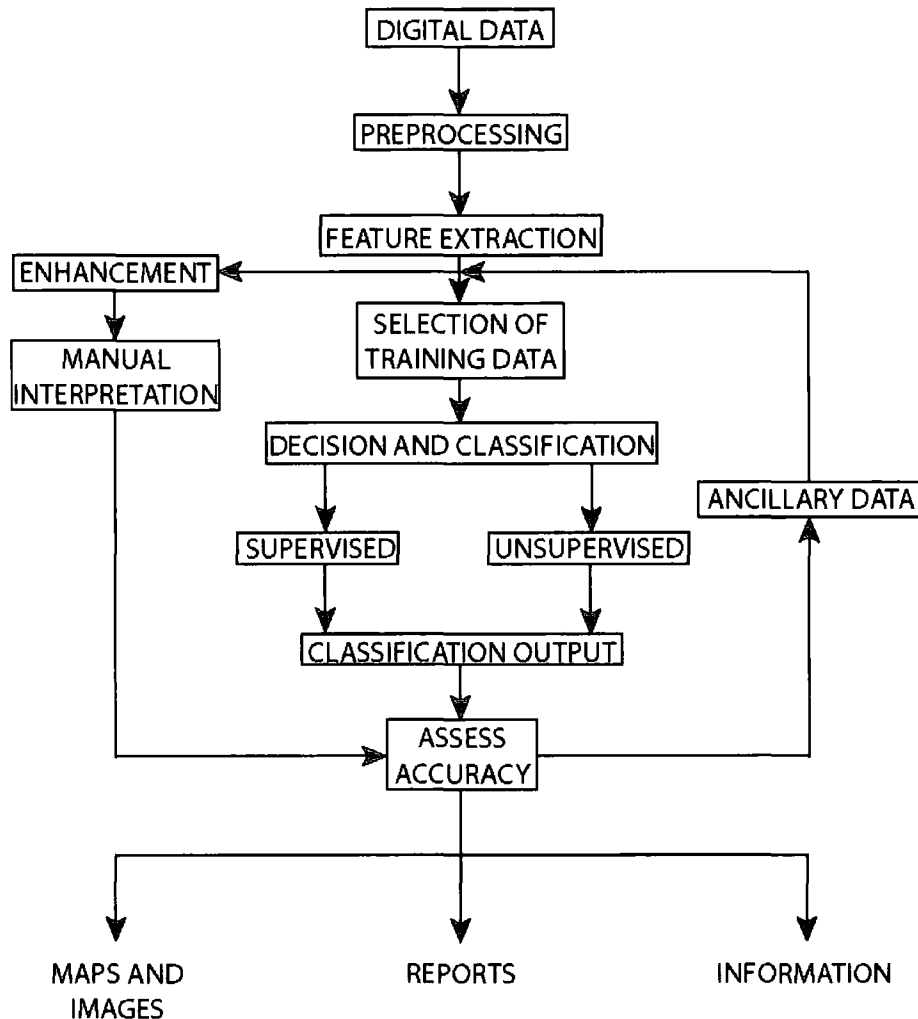 DIGITAL DATA
PREPROCESSING
FEATURE EXTRACTION
ENHANCEMENT
SELECTION OF
TRAINING DATA
MANUAL
INTERPRETATION
DECISION AND CLASSIFICATION
ANCILLARY DATA
SUPERVISED
UNSUPERVISED
CLASSIFICATION OUTPUT
ASSESS
ACCURACY
MAPS AND
IMAGES
REPORTS
INFORMATION